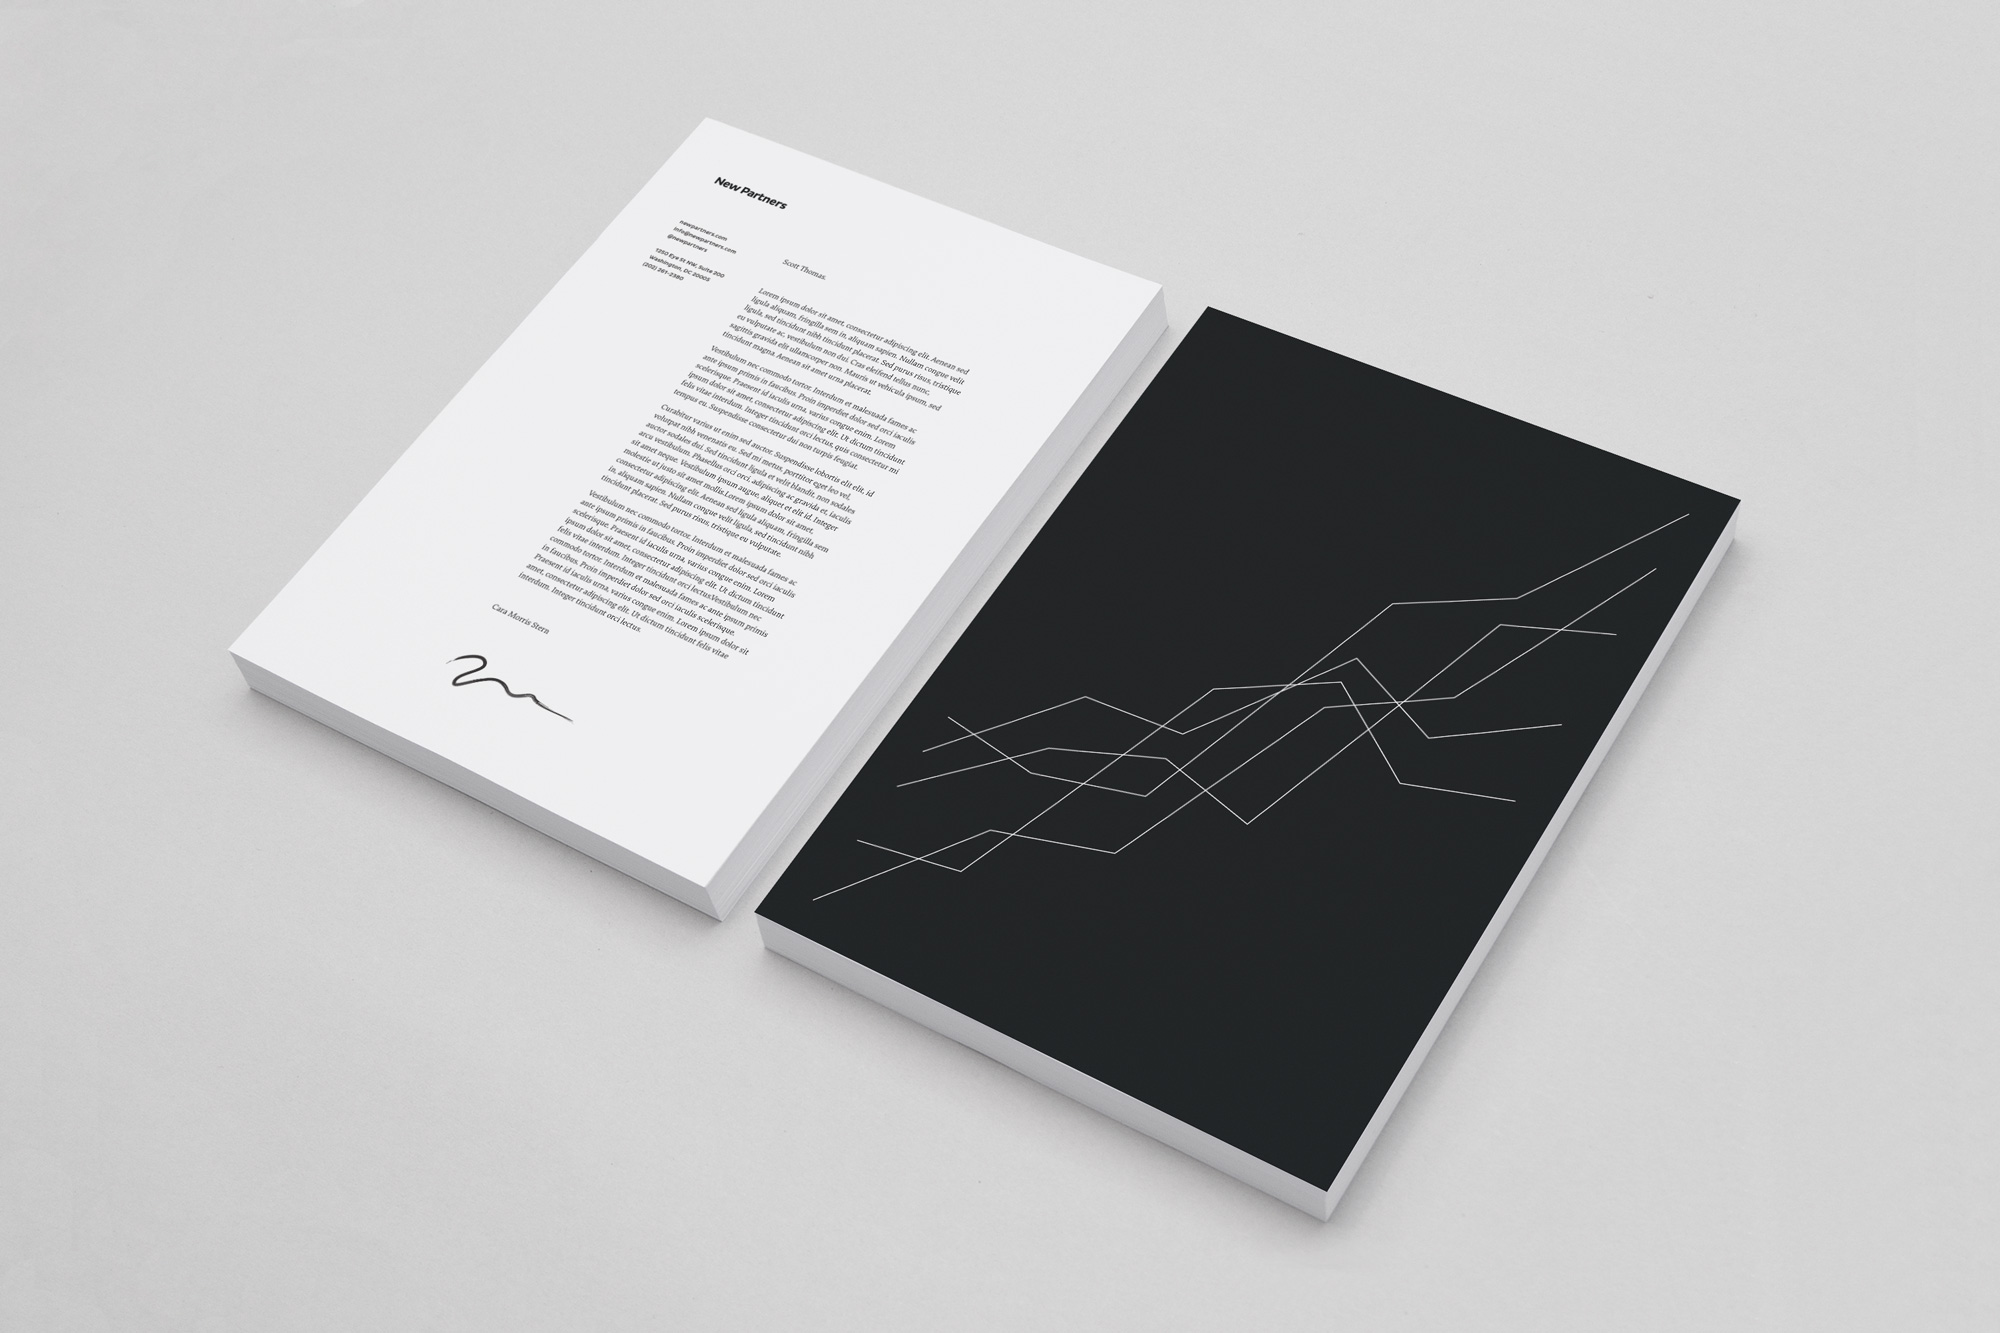 New Partners
newpartners.com
info@newpartners.com
@newpartners
1250 Eye St NW, Suite 200
Washington, DC 20005
(202) 261-2380
Scott Thomas,
Lorem ipsum dolor sit amet, consectetur adipiscing elit. Aenean sed
ligula aliquam, fringilla sem in, aliquam sapien. Nullam congue velit
ligula, sed tincidunt nibh tincidunt placerat. Sed purus risus, tristique
eu vulputate ac, vestibulum non dui. Cras eleifend tellus nunc,
sagittis gravida elit ullamcorper non. Mauris ut vehicula ipsum, sed
tincidunt magna. Aenean sit amet urna placerat.
Vestibulum nec commodo tortor. Interdum et malesuada fames ac
ante ipsum primis in faucibus. Proin imperdiet dolor sed orci iaculis
scelerisque. Praesent id iaculis urna, varius congue enim. Lorem
ipsum dolor sit amet, consectetur adipiscing elit. Ut dictum tincidunt
felis vitae interdum. Integer tincidunt orci lectus, quis consectetur mi
tempus eu. Suspendisse consectetur dui non turpis feugiat.
Curabitur varius ut enim sed auctor. Suspendisse lobortis elit elit, id
volutpat nibh venenatis eu. Sed mi metus, porttitor eget leo vel,
auctor sodales dui. Sed tincidunt ligula et velit blandit, non sodales
arcu vestibulum. Phasellus orci orci, adipiscing ac gravida et, iaculis
sit amet neque. Vestibulum ipsum augue, aliquet et elit id. Integer
molestie ut justo sit amet mollis.Lorem ipsum dolor sit amet,
consectetur adipiscing elit. Aenean sed ligula aliquam, fringilla sem
in, aliquam sapien. Nullam congue velit ligula, sed tincidunt nibh
tincidunt placerat. Sed purus risus, tristique eu vulputate.
Vestibulum nec commodo tortor. Interdum et malesuada fames ac
ante ipsum primis in faucibus. Proin imperdiet dolor sed orci iaculis
scelerisque. Praesent id iaculis urna, varius congue enim. Lorem
ipsum dolor sit amet, consectetur adipiscing elit. Ut dictum tincidunt
felis vitae interdum. Integer tincidunt orci lectus.Vestibulum nec
commodo tortor. Interdum et malesuada fames ac ante ipsum primis
in faucibus. Proin imperdiet dolor sed orci iaculis scelerisque.
Praesent id iaculis urna, varius congue enim. Lorem ipsum dolor sit
amet, consectetur adipiscing elit. Ut dictum tincidunt felis vitae
interdum. Integer tincidunt orci lectus.
Cara Morris Stern